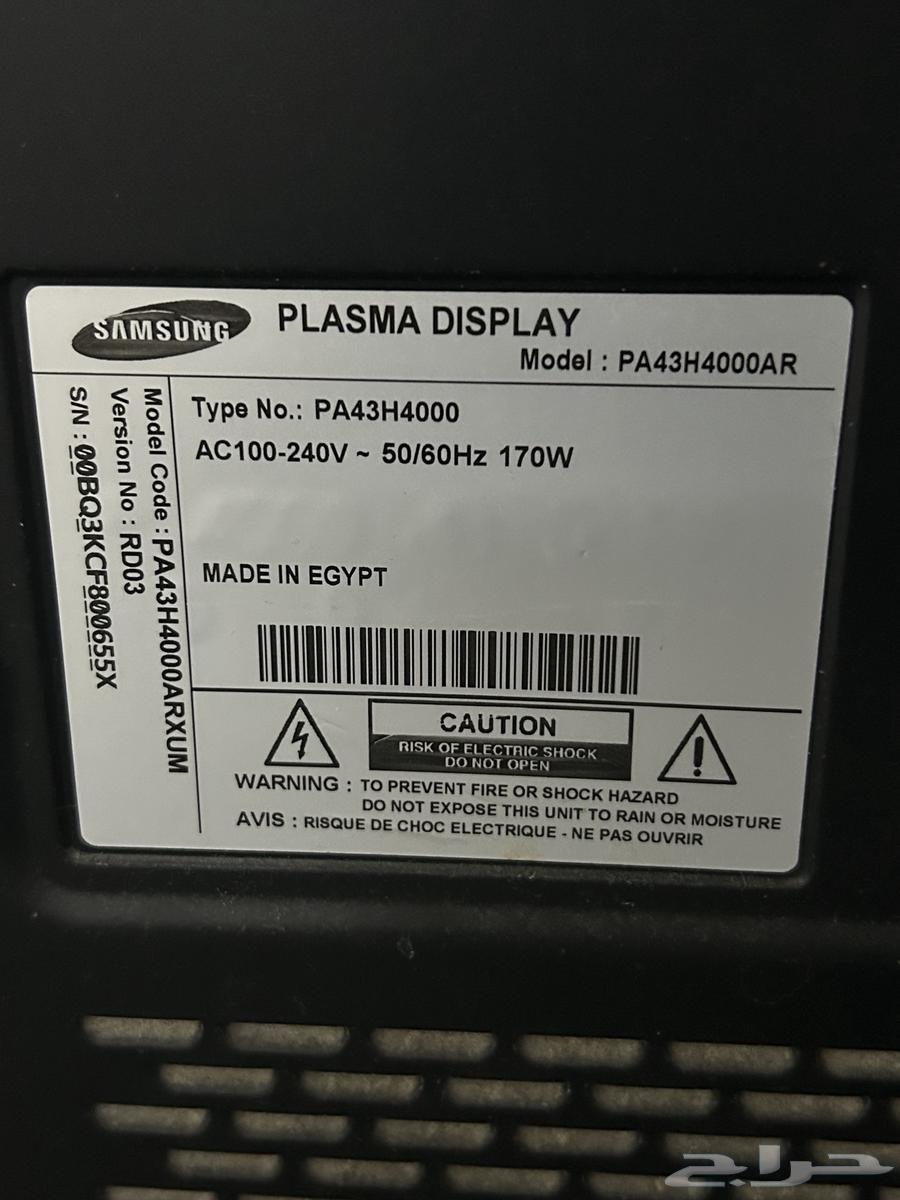 SAMSUNG
PLASMA DISPLAY
Model : PA43H4000AR
Model Code : PA43H4000ARXUM
Version No : RD03
S/N : 00BQ3KCF800655X
Type No.: PA43H4000
AC100-240V ~ 50/60Hz 170W
MADE IN EGYPT
CAUTION
RISK OF ELECTRIC SHOCK
DO NOT OPEN
WARNING : TO PREVENT FIRE OR SHOCK HAZARD
DO NOT EXPOSE THIS UNIT TO RAIN OR MOISTURE
AVIS : RISQUE DE CHOC ELECTRIQUE - NE PAS OUVRIR
حراج